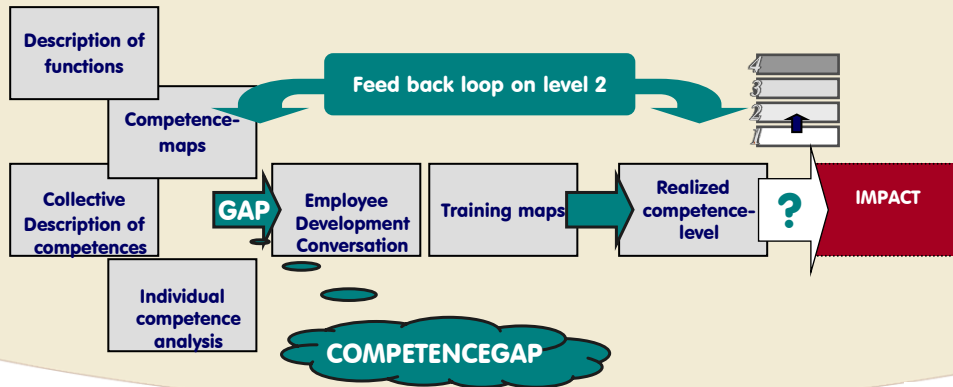 Description of
functions
Feed back loop on level 2
4
3
2
1
Competence-
maps
Collective
Description of
competences
GAP
Employee
Development
Conversation
Training maps
Realized
competence-
level
?
IMPACT
Individual
competence
analysis
COMPETENCEGAP